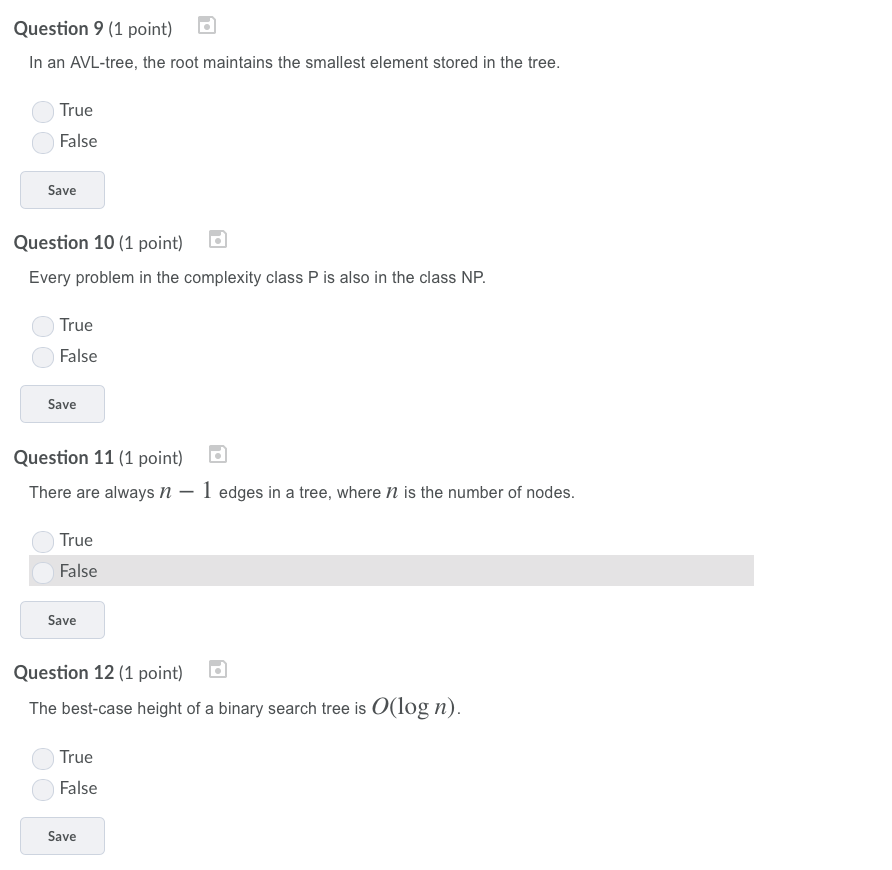 Question 9 (1 point)
In an AVL-tree, the root maintains the smallest element stored in the tree.
True
False
Save
Question 10 (1 point)
Every problem in the complexity class P is also in the class NP.
True
False
Save
Question 11 (1 point)
There are always n − 1 edges in a tree, where n is the number of nodes.
True
False
Save
Question 12 (1 point)
The best-case height of a binary search tree is O(log n).
True
False
Save